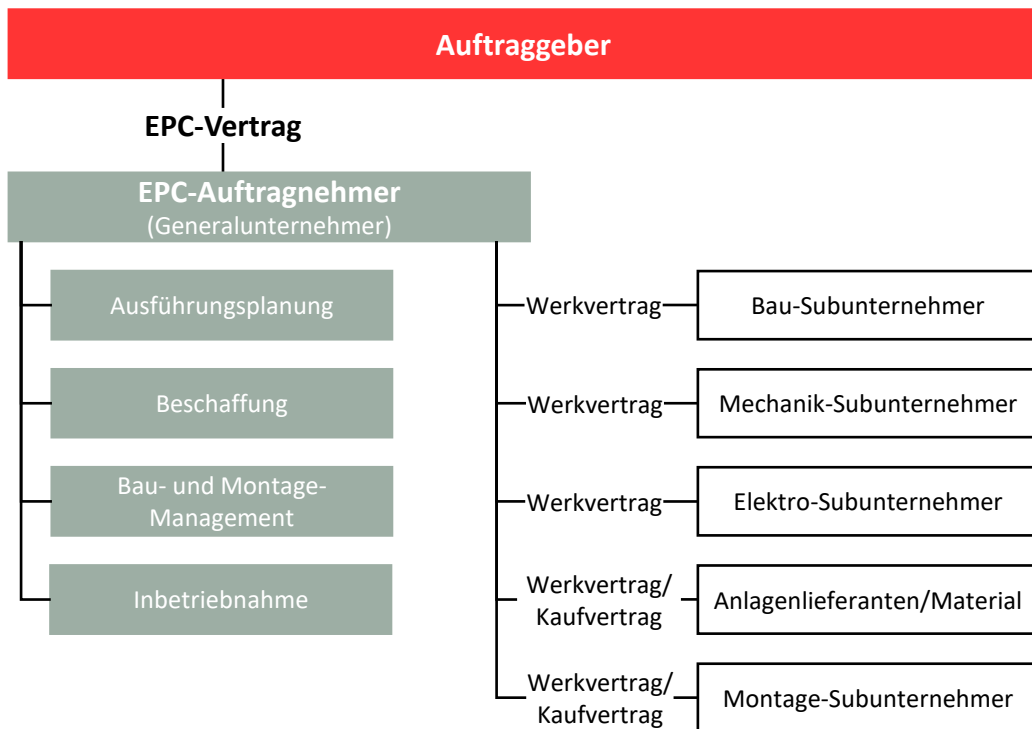 Auftraggeber
EPC-Vertrag
EPC-Auftragnehmer
(Generalunternehmer)
Ausführungsplanung
Beschaffung
Bau- und Montage-
Management
Inbetriebnahme
Werkvertrag
Bau-Subunternehmer
Werkvertrag
Mechanik-Subunternehmer
Werkvertrag
Elektro-Subunternehmer
Werkvertrag/
Kaufvertrag
Anlagenlieferanten/Material
Werkvertrag/
Kaufvertrag
Montage-Subunternehmer